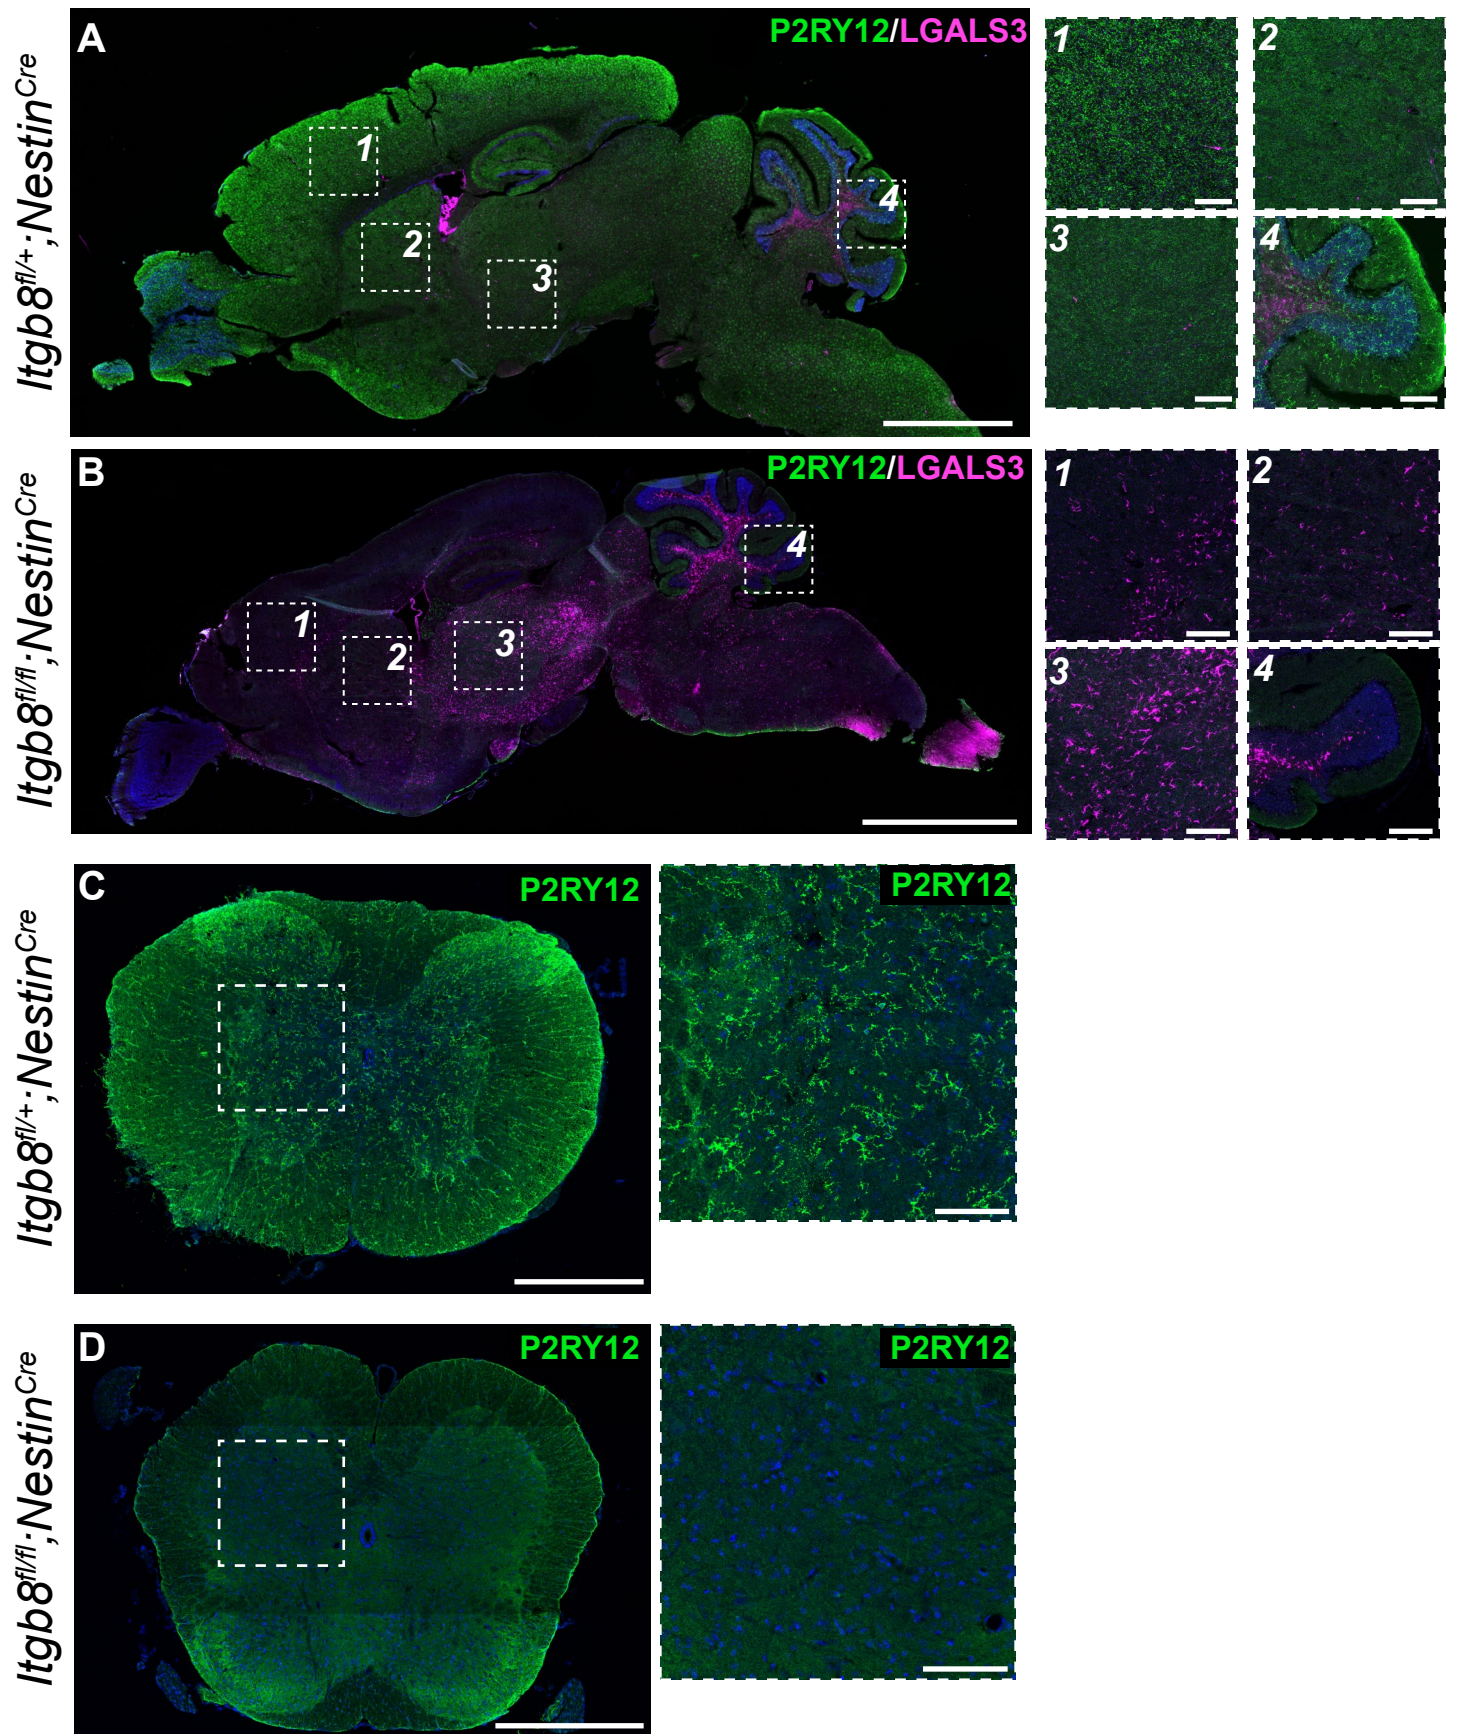 Itgb8fl/+;NestinCre
A
P2RY12/LGALS3
1
2
3
4
1
2
3
4
Itgb8fl/fl;NestinCre
B
P2RY12/LGALS3
1
2
3
4
1
2
3
4
Itgb8fl/+;NestinCre
C
P2RY12
P2RY12
Itgb8fl/fl;NestinCre
D
P2RY12
P2RY12